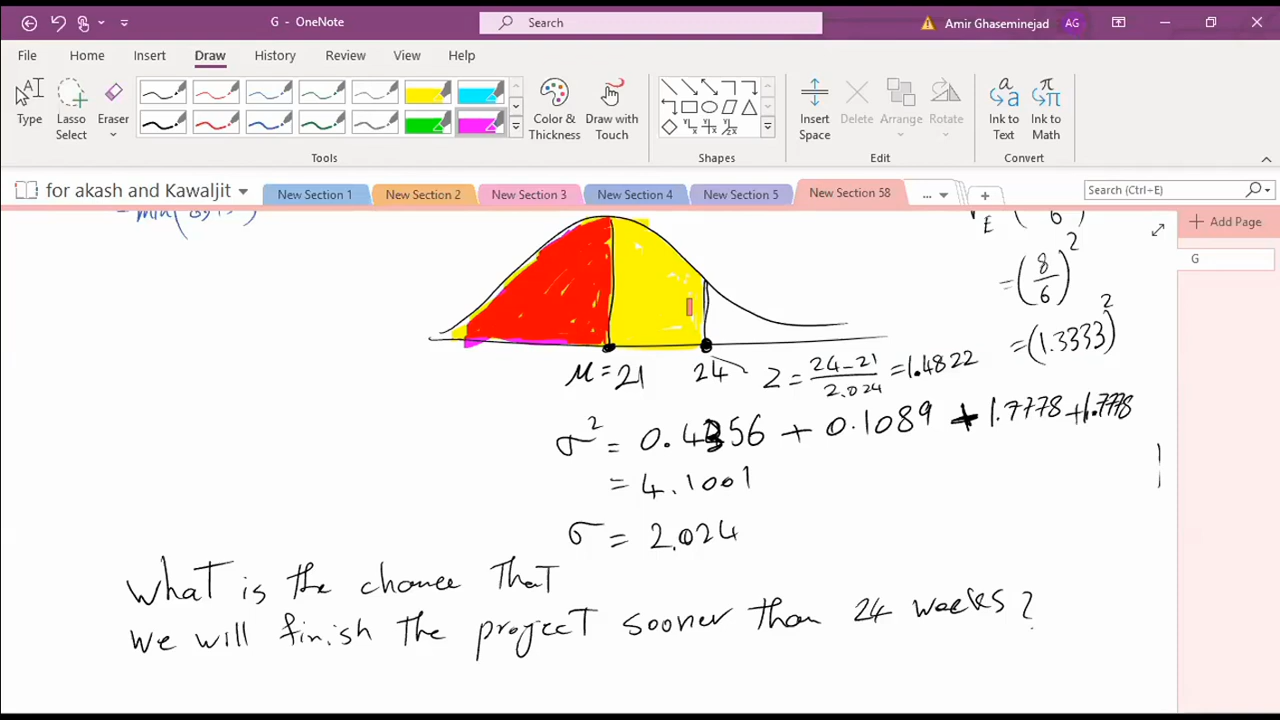 G - OneNote
Search
Amir Ghaseminejad
AG
File Home Insert Draw History Review View Help
Type
Lasso Select
Eraser
Color & Thickness
Draw with Touch
Insert Space
Delete
Arrange
Rotate
Ink to Text
Ink to Math
Tools
Shapes
Edit
Convert
for akash and Kawaljit
New Section 1
New Section 2
New Section 3
New Section 4
New Section 5
New Section 58
...
+
Search (Ctrl+E)
Add Page
G
E
6
= (8/6)²
= (1.3333)²
μ = 21
24
Z = 24-21/2.024 = 1.4822
σ² = 0.4356 + 0.1089 + 1.7778 + 1.7778
= 4.1001
σ = 2.024
What is the chance that
we will finish the project sooner than 24 weeks?